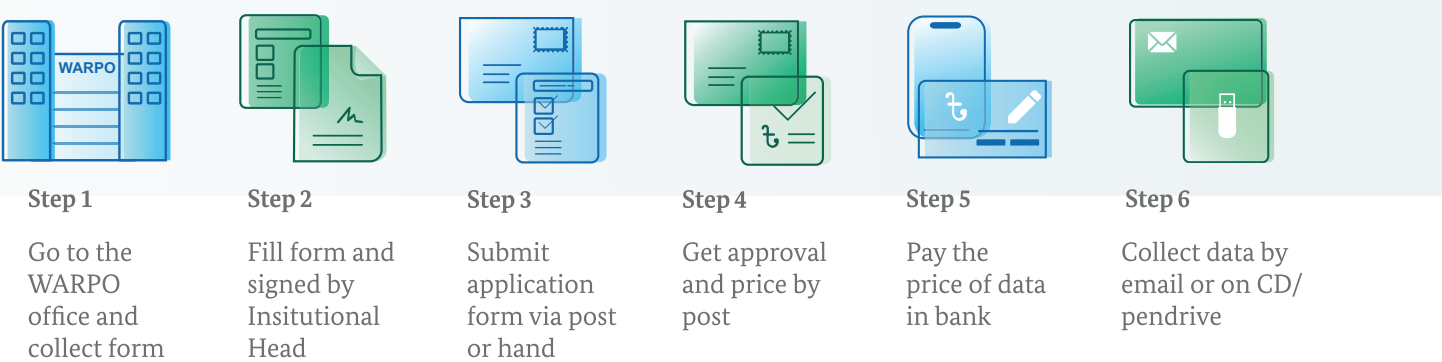 WARPO
৳
৳
Step 1
Go to the
WARPO
office and
collect form
Step 2
Fill form and
signed by
Insitutional
Head
Step 3
Submit
application
form via post
or hand
Step 4
Get approval
and price by
post
Step 5
Pay the
price of data
in bank
Step 6
Collect data by
email or on CD/
pendrive